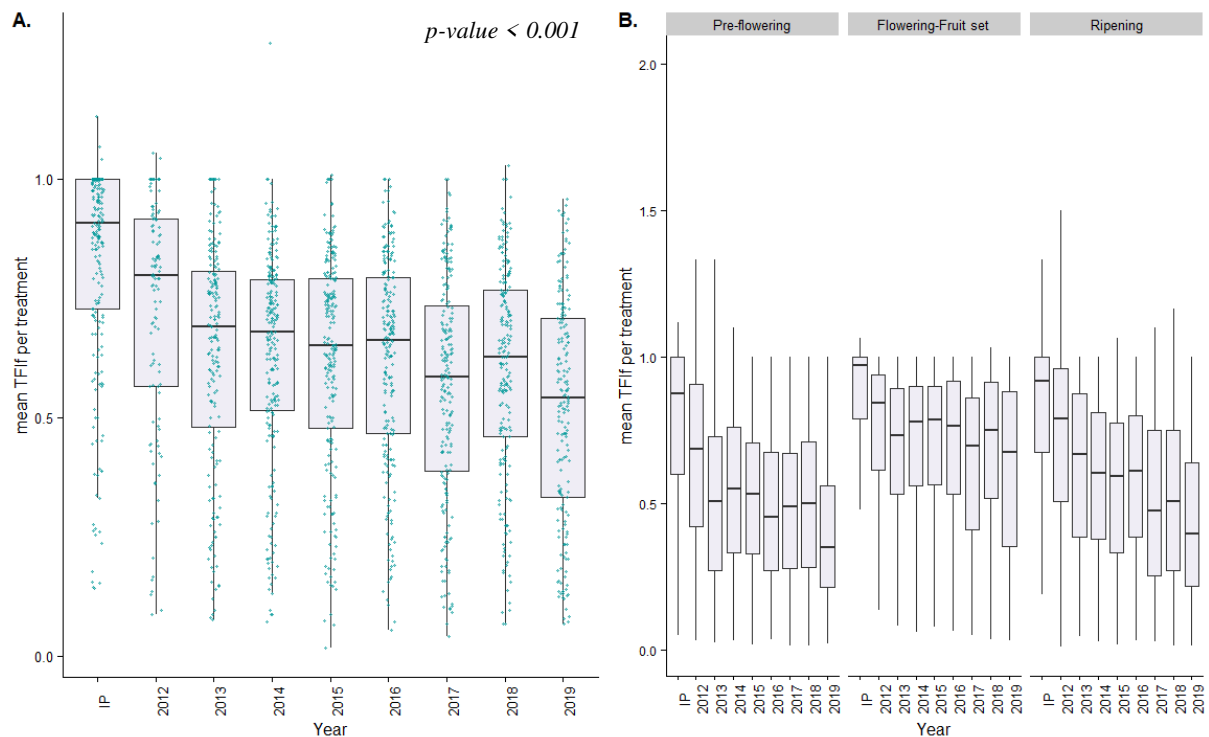 A.
p-value < 0.001
mean TFIf per treatment
1.0
0.5
0.0
IP 2012 2013 2014 2015 2016 2017 2018 2019
Year
B.
Pre-flowering Flowering-Fruit set Ripening
mean TFIf per treatment
2.0
1.5
1.0
0.5
0.0
IP 2012 2013 2014 2015 2016 2017 2018 2019 IP 2012 2013 2014 2015 2016 2017 2018 2019 IP 2012 2013 2014 2015 2016 2017 2018 2019
Year